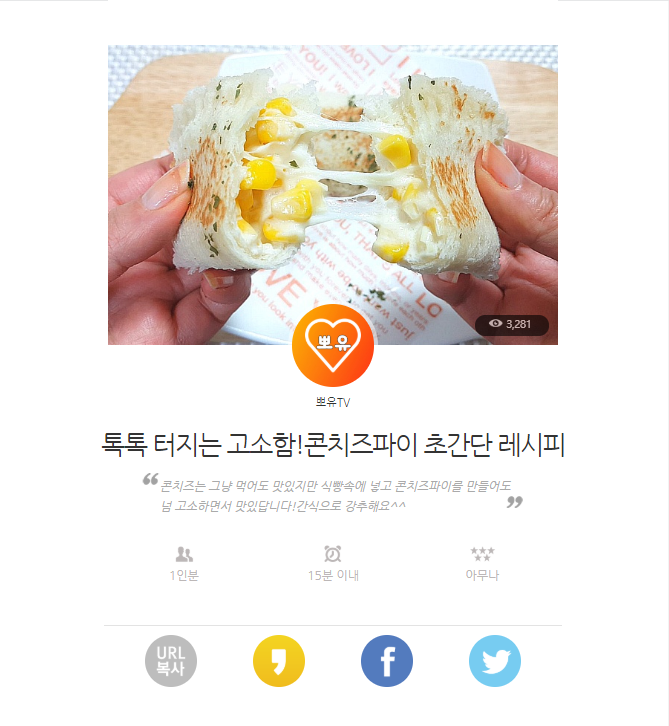 3,281
뽀유
뽀유TV
톡톡 터지는 고소함!콘치즈파이 초간단 레시피
콘치즈는 그냥 먹어도 맛있지만 식빵속에 넣고 콘치즈파이를 만들어도
넘 고소하면서 맛있답니다!간식으로 강추해요^^
1인분
15분 이내
아무나
URL
복사